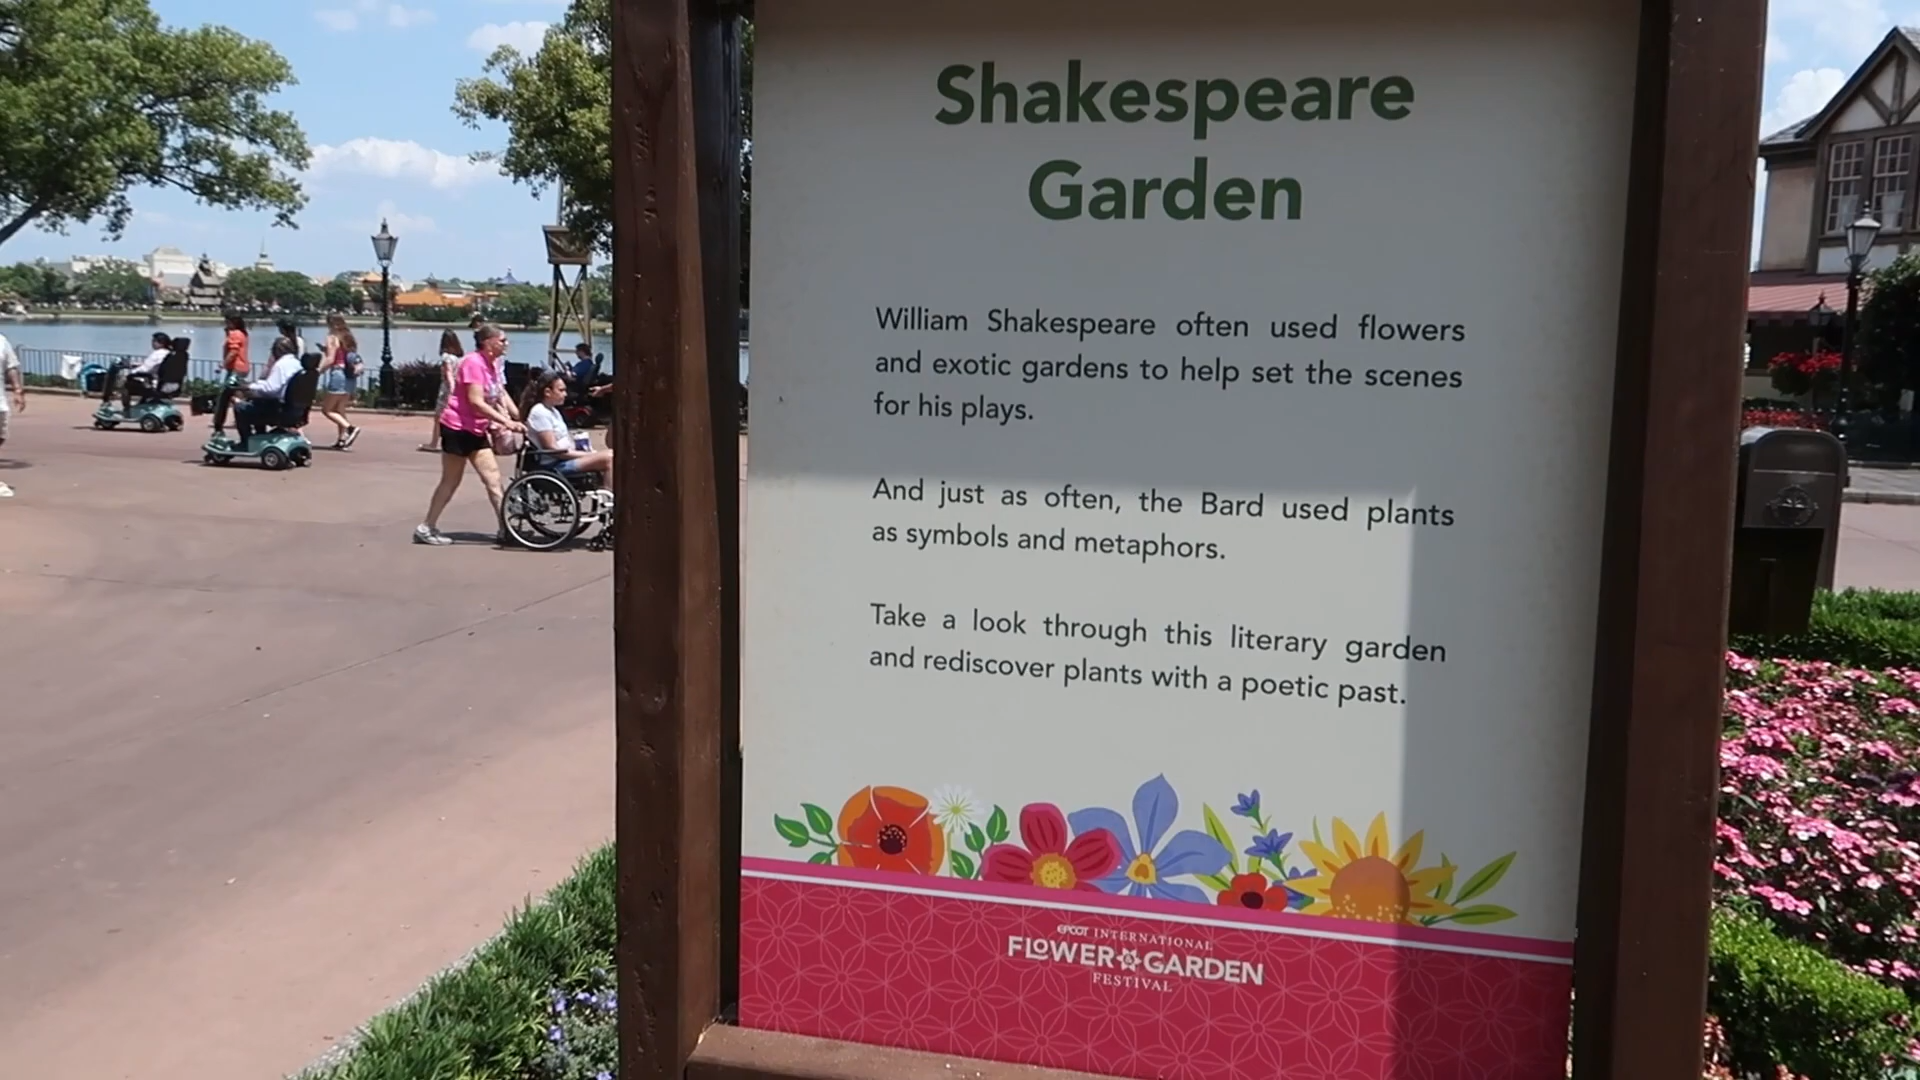 Shakespeare
Garden
William Shakespeare often used flowers
and exotic gardens to help set the scenes
for his plays.
And just as often, the Bard used plants
as symbols and metaphors.
Take a look through this literary garden
and rediscover plants with a poetic past.
EPCOT INTERNATIONAL
FLOWER GARDEN
FESTIVAL